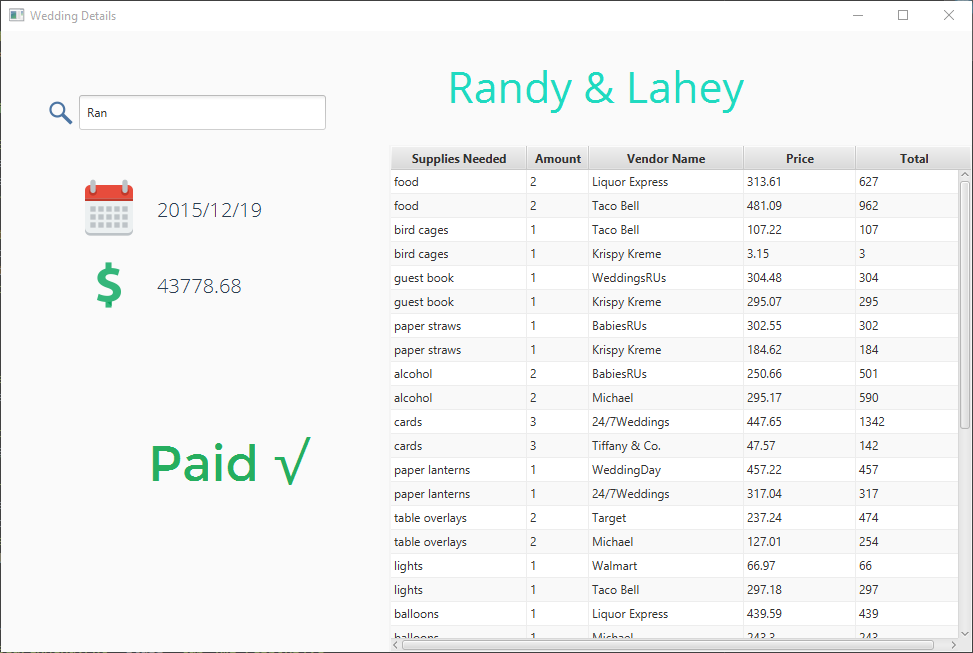 Wedding Details
Randy & Lahey
Ran
2015/12/19
$ 43778.68
Paid √
Supplies Needed Amount Vendor Name Price Total
food 2 Liquor Express 313.61 627
food 2 Taco Bell 481.09 962
bird cages 1 Taco Bell 107.22 107
bird cages 1 Krispy Kreme 3.15 3
guest book 1 WeddingsRUs 304.48 304
guest book 1 Krispy Kreme 295.07 295
paper straws 1 BabiesRUs 302.55 302
paper straws 1 Krispy Kreme 184.62 184
alcohol 2 BabiesRUs 250.66 501
alcohol 2 Michael 295.17 590
cards 3 24/7Weddings 447.65 1342
cards 3 Tiffany & Co. 47.57 142
paper lanterns 1 WeddingDay 457.22 457
paper lanterns 1 24/7Weddings 317.04 317
table overlays 2 Target 237.24 474
table overlays 2 Michael 127.01 254
lights 1 Walmart 66.97 66
lights 1 Taco Bell 297.18 297
balloons 1 Liquor Express 439.59 439
balloons 1 Michael 243.3 243